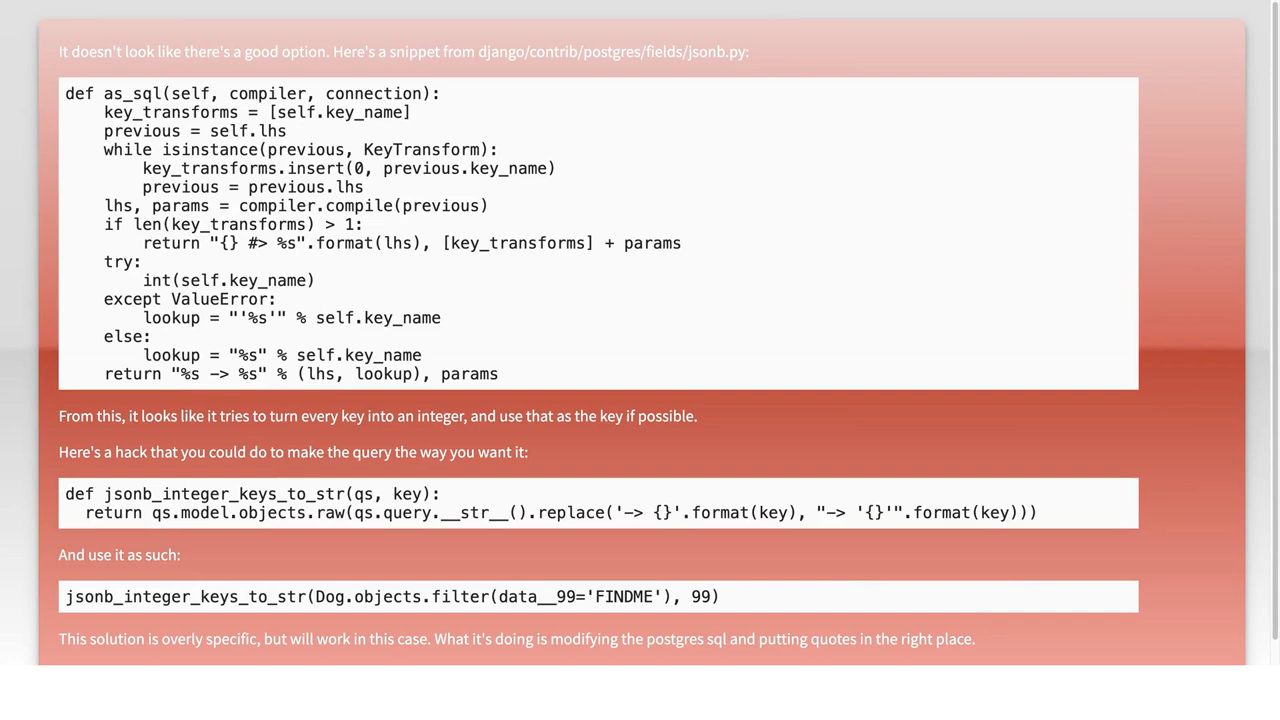 It doesn't look like there's a good option. Here's a snippet from django/contrib/postgres/fields/jsonb.py:
def as_sql(self, compiler, connection):
    key_transforms = [self.key_name]
    previous = self.lhs
    while isinstance(previous, KeyTransform):
        key_transforms.insert(0, previous.key_name)
        previous = previous.lhs
    lhs, params = compiler.compile(previous)
    if len(key_transforms) > 1:
        return "{} #> %s".format(lhs), [key_transforms] + params
    try:
        int(self.key_name)
    except ValueError:
        lookup = "'%s'" % self.key_name
    else:
        lookup = "%s" % self.key_name
    return "%s -> %s" % (lhs, lookup), params
From this, it looks like it tries to turn every key into an integer, and use that as the key if possible.
Here's a hack that you could do to make the query the way you want it:
def jsonb_integer_keys_to_str(qs, key):
  return qs.model.objects.raw(qs.query.__str__().replace('-> {}'.format(key), "-> '{}'".format(key)))
And use it as such:
jsonb_integer_keys_to_str(Dog.objects.filter(data__99='FINDME'), 99)
This solution is overly specific, but will work in this case. What it's doing is modifying the postgres sql and putting quotes in the right place.